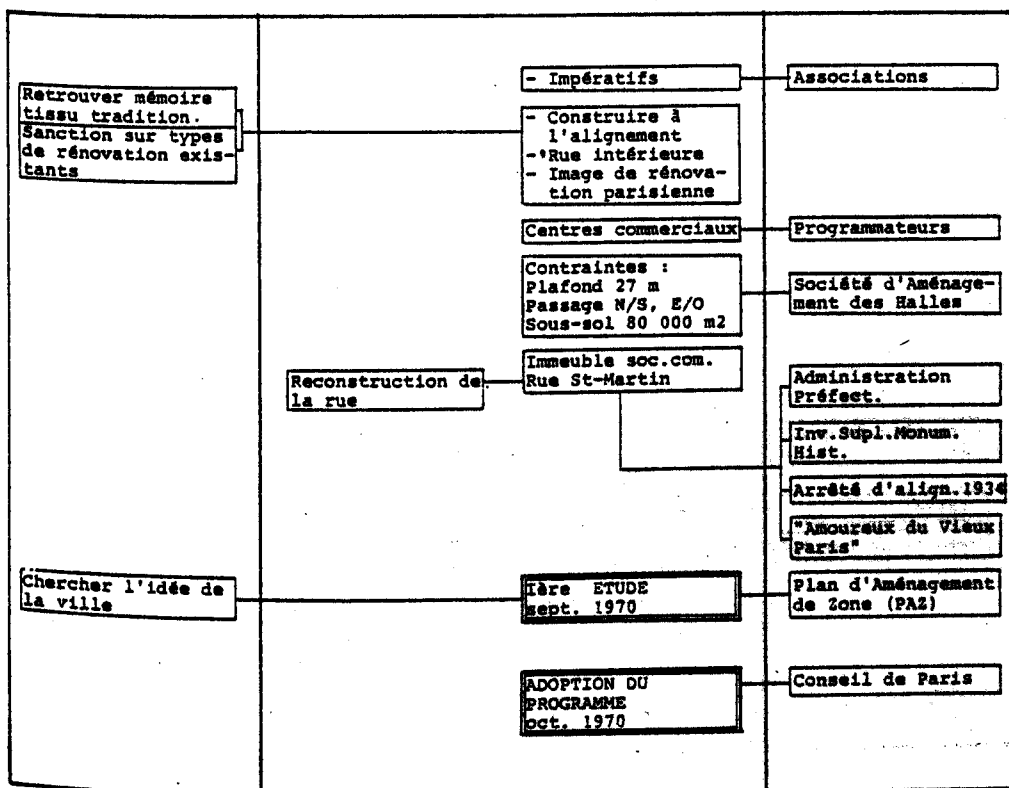 - Impératifs
Associations
Retrouver mémoire
tissu tradition.
Sanction sur types
de rénovation exis-
tants
- Construire à
l'alignement
- Rue intérieure
- Image de rénova-
tion parisienne
Centres commerciaux
Programmateurs
Contraintes :
Plafond 27 m
Passage N/S, E/O
Sous-sol 80 000 m2
Société d'Aménage-
ment des Halles
Immeuble soc.com.
Rue St-Martin
Reconstruction de
la rue
Administration
Préfect.
Inv.Supl.Monum.
Hist.
Arrêté d'align.1934
"Amoureux du Vieux
Paris"
Chercher l'idée de
la ville
Ière ETUDE
sept. 1970
Plan d'Aménagement
de Zone (PAZ)
ADOPTION DU
PROGRAMME
oct. 1970
Conseil de Paris